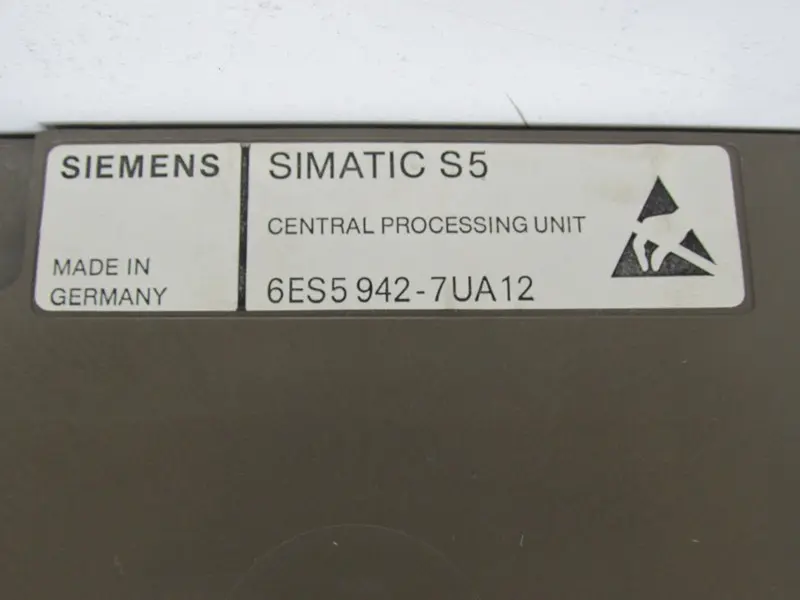 SIEMENS
MADE IN
GERMANY
SIMATIC S5
CENTRAL PROCESSING UNIT
6ES5 942-7UA12